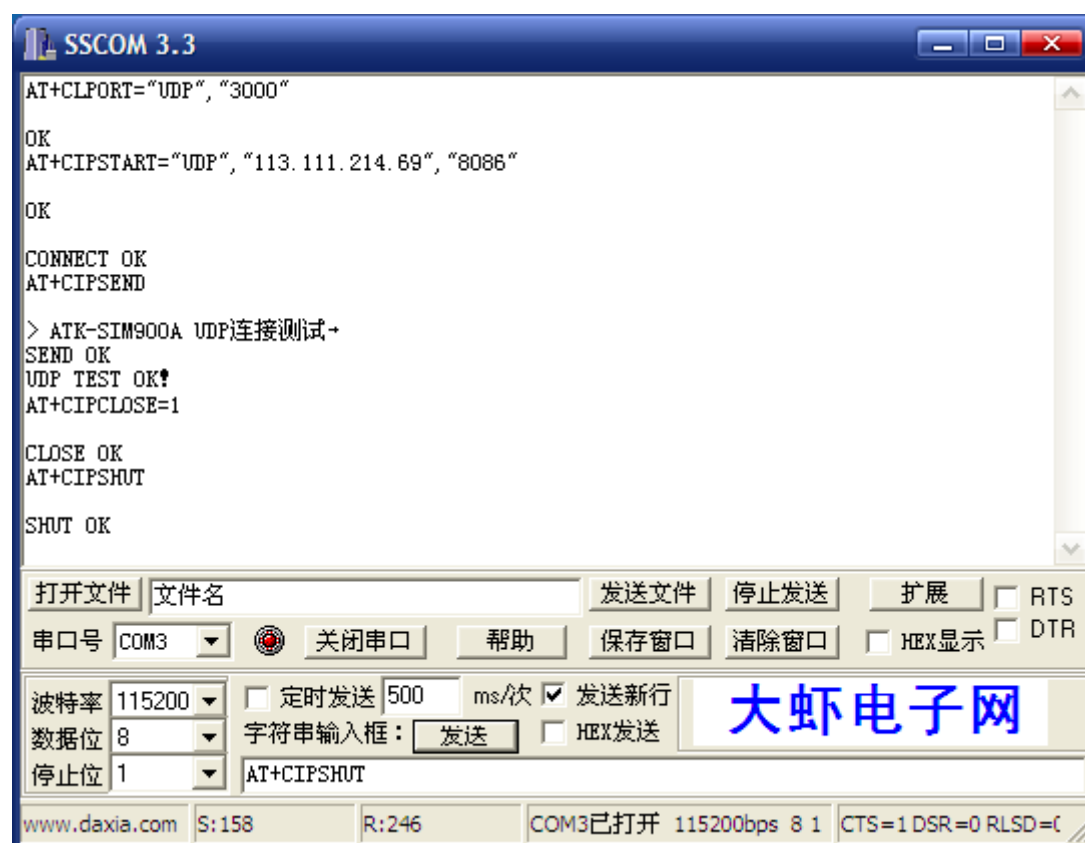 SSCOM 3.3
AT+CLPORT="UDP","3000"
OK
AT+CIPSTART="UDP","113.111.214.69","8086"
OK
CONNECT OK
AT+CIPSEND
> ATK-SIM900A UDP连接测试→
SEND OK
UDP TEST OK!
AT+CIPCLOSE=1
CLOSE OK
AT+CIPSHUT
SHUT OK
打开文件 文件名 发送文件 停止发送 扩展 RTS
串口号 COM3 关闭串口 帮助 保存窗口 清除窗口 HEX显示 DTR
波特率 115200 定时发送 500 ms/次 发送新行 大虾电子网
数据位 8 字符串输入框： 发送 HEX发送
停止位 1 AT+CIPSHUT
www.daxia.com S:158 R:246 COM3已打开 115200bps 8 1 CTS=1 DSR=0 RLSD=(